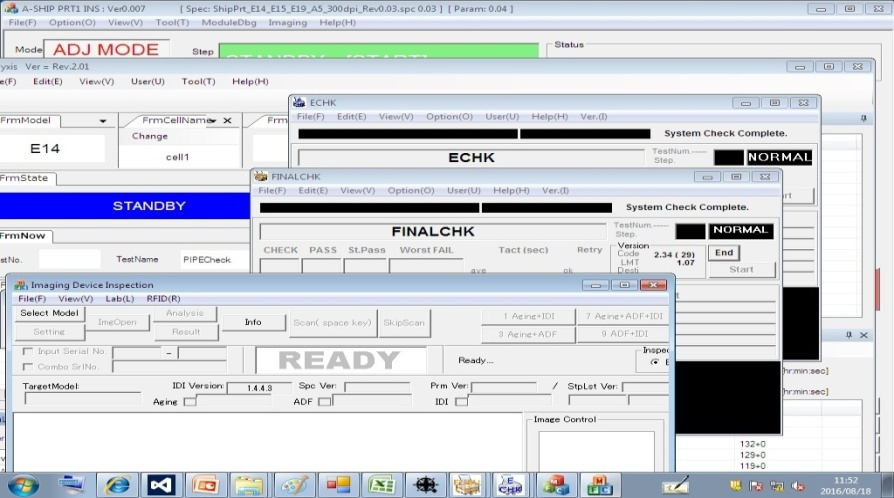 A-SHIP PRT1 INS : Ver0.007 [ Spec: ShipPrt_E14_E15_E19_A5_300dpi_Rev0.03.spc 0.03 ] [ Param: 0.04 ]
File(F) Option(O) View(V) Tool(T) ModuleDbg Imaging Help(H)
Mode ADJ MODE Step STANDBY [START] Status
yxis Ver = Rev.2.01
e(F) Edit(E) View(V) User(U) Tool(T) Help(H)
FrmModel FrmCellName Frm
Change
E14 cell1
FrmState
STANDBY
FrmNow
stNo. TestName PIPECheck
ECHK
File(F) Edit(E) View(V) Option(O) User(U) Help(H) Ver.(I)
System Check Complete.
ECHK TestNum.----- Step. NORMAL
rt
FINALCHK
File(F) Edit(E) View(V) Option(O) User(U) Help(H) Ver.(I)
System Check Complete.
FINALCHK TestNum.----- Step. NORMAL
CHECK PASS St.Pass Worst FAIL Tact (sec) Retry
Version
Code 2.34 ( 29) End
LMT 1.07
Desti Start
ave ok
t
Imaging Device Inspection
File(F) View(V) Lab(L) RFID(R)
Select Model ImgOpen Analysis Info Scan( space key) SkipScan 1 Aging+IDI 7 Aging+ADF+IDI
Setting Result 3 Aging+ADF 9 ADF+IDI
Input Serial No. -
Combo SrlNo. READY Ready... Inspec
TargetModel: IDI Version: 1.4.4.3 Spc Ver: Prm Ver: / StpLst Ver:
Aging ADF IDI
Image Control
hr:min:sec]
hr:min:sec]
132+0
129+0
119+0
11:52
2016/08/18